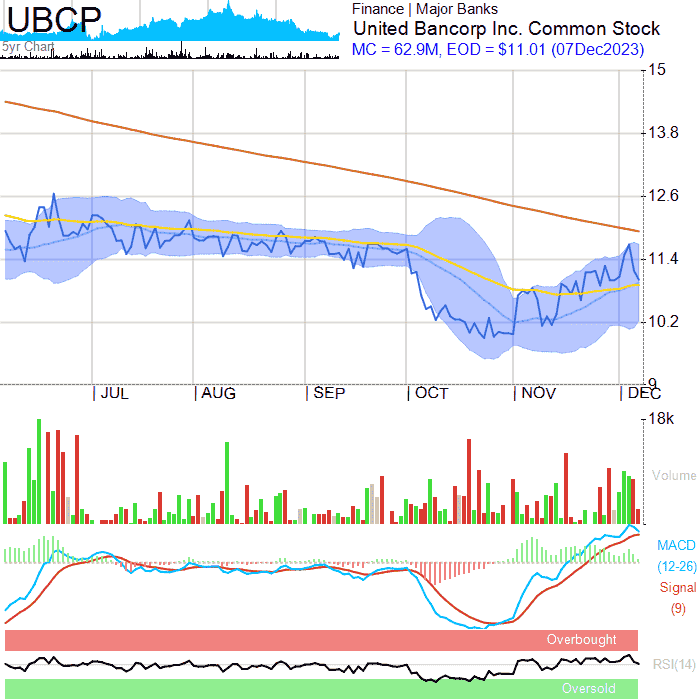 UBCP
5yr Chart
Finance | Major Banks
United Bancorp Inc. Common Stock
MC = 62.9M, EOD = $11.01 (07Dec2023)
15
13.8
12.6
11.4
10.2
9
JUL AUG SEP OCT NOV DEC
18k
Volume
MACD
(12-26)
Signal
(9)
Overbought
RSI(14)
Oversold